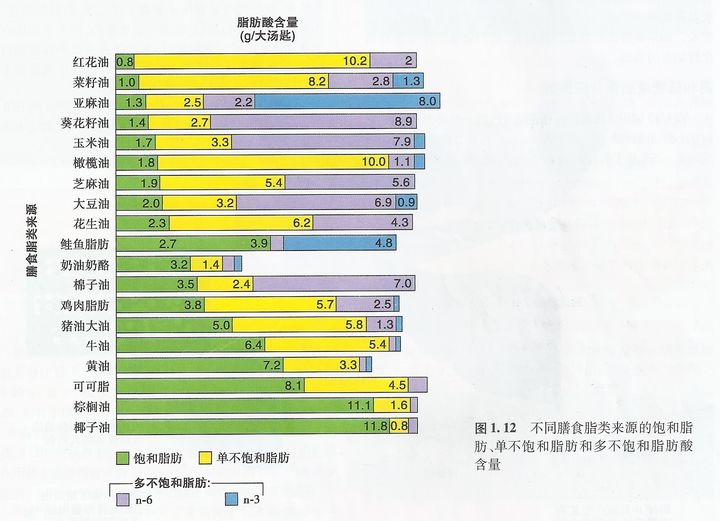 脂肪酸含量
(g/大汤匙)
膳食脂类来源
红花油 0.8 10.2 2
菜籽油 1.0 8.2 2.8 1.3
亚麻油 1.3 2.5 2.2 8.0
葵花籽油 1.4 2.7 8.9
玉米油 1.7 3.3 7.9
橄榄油 1.8 10.0 1.1
芝麻油 1.9 5.4 5.6
大豆油 2.0 3.2 6.9 0.9
花生油 2.3 6.2 4.3
鲑鱼脂肪 2.7 3.9 4.8
奶油奶酪 3.2 1.4
棉子油 3.5 2.4 7.0
鸡肉脂肪 3.8 5.7 2.5
猪油大油 5.0 5.8 1.3
牛油 6.4 5.4
黄油 7.2 3.3
可可脂 8.1 4.5
棕榈油 11.1 1.6
椰子油 11.8 0.8
饱和脂肪 单不饱和脂肪
多不饱和脂肪:
n-6 n-3
图1.12 不同膳食脂类来源的饱和脂
肪、单不饱和脂肪和多不饱和脂肪酸
含量